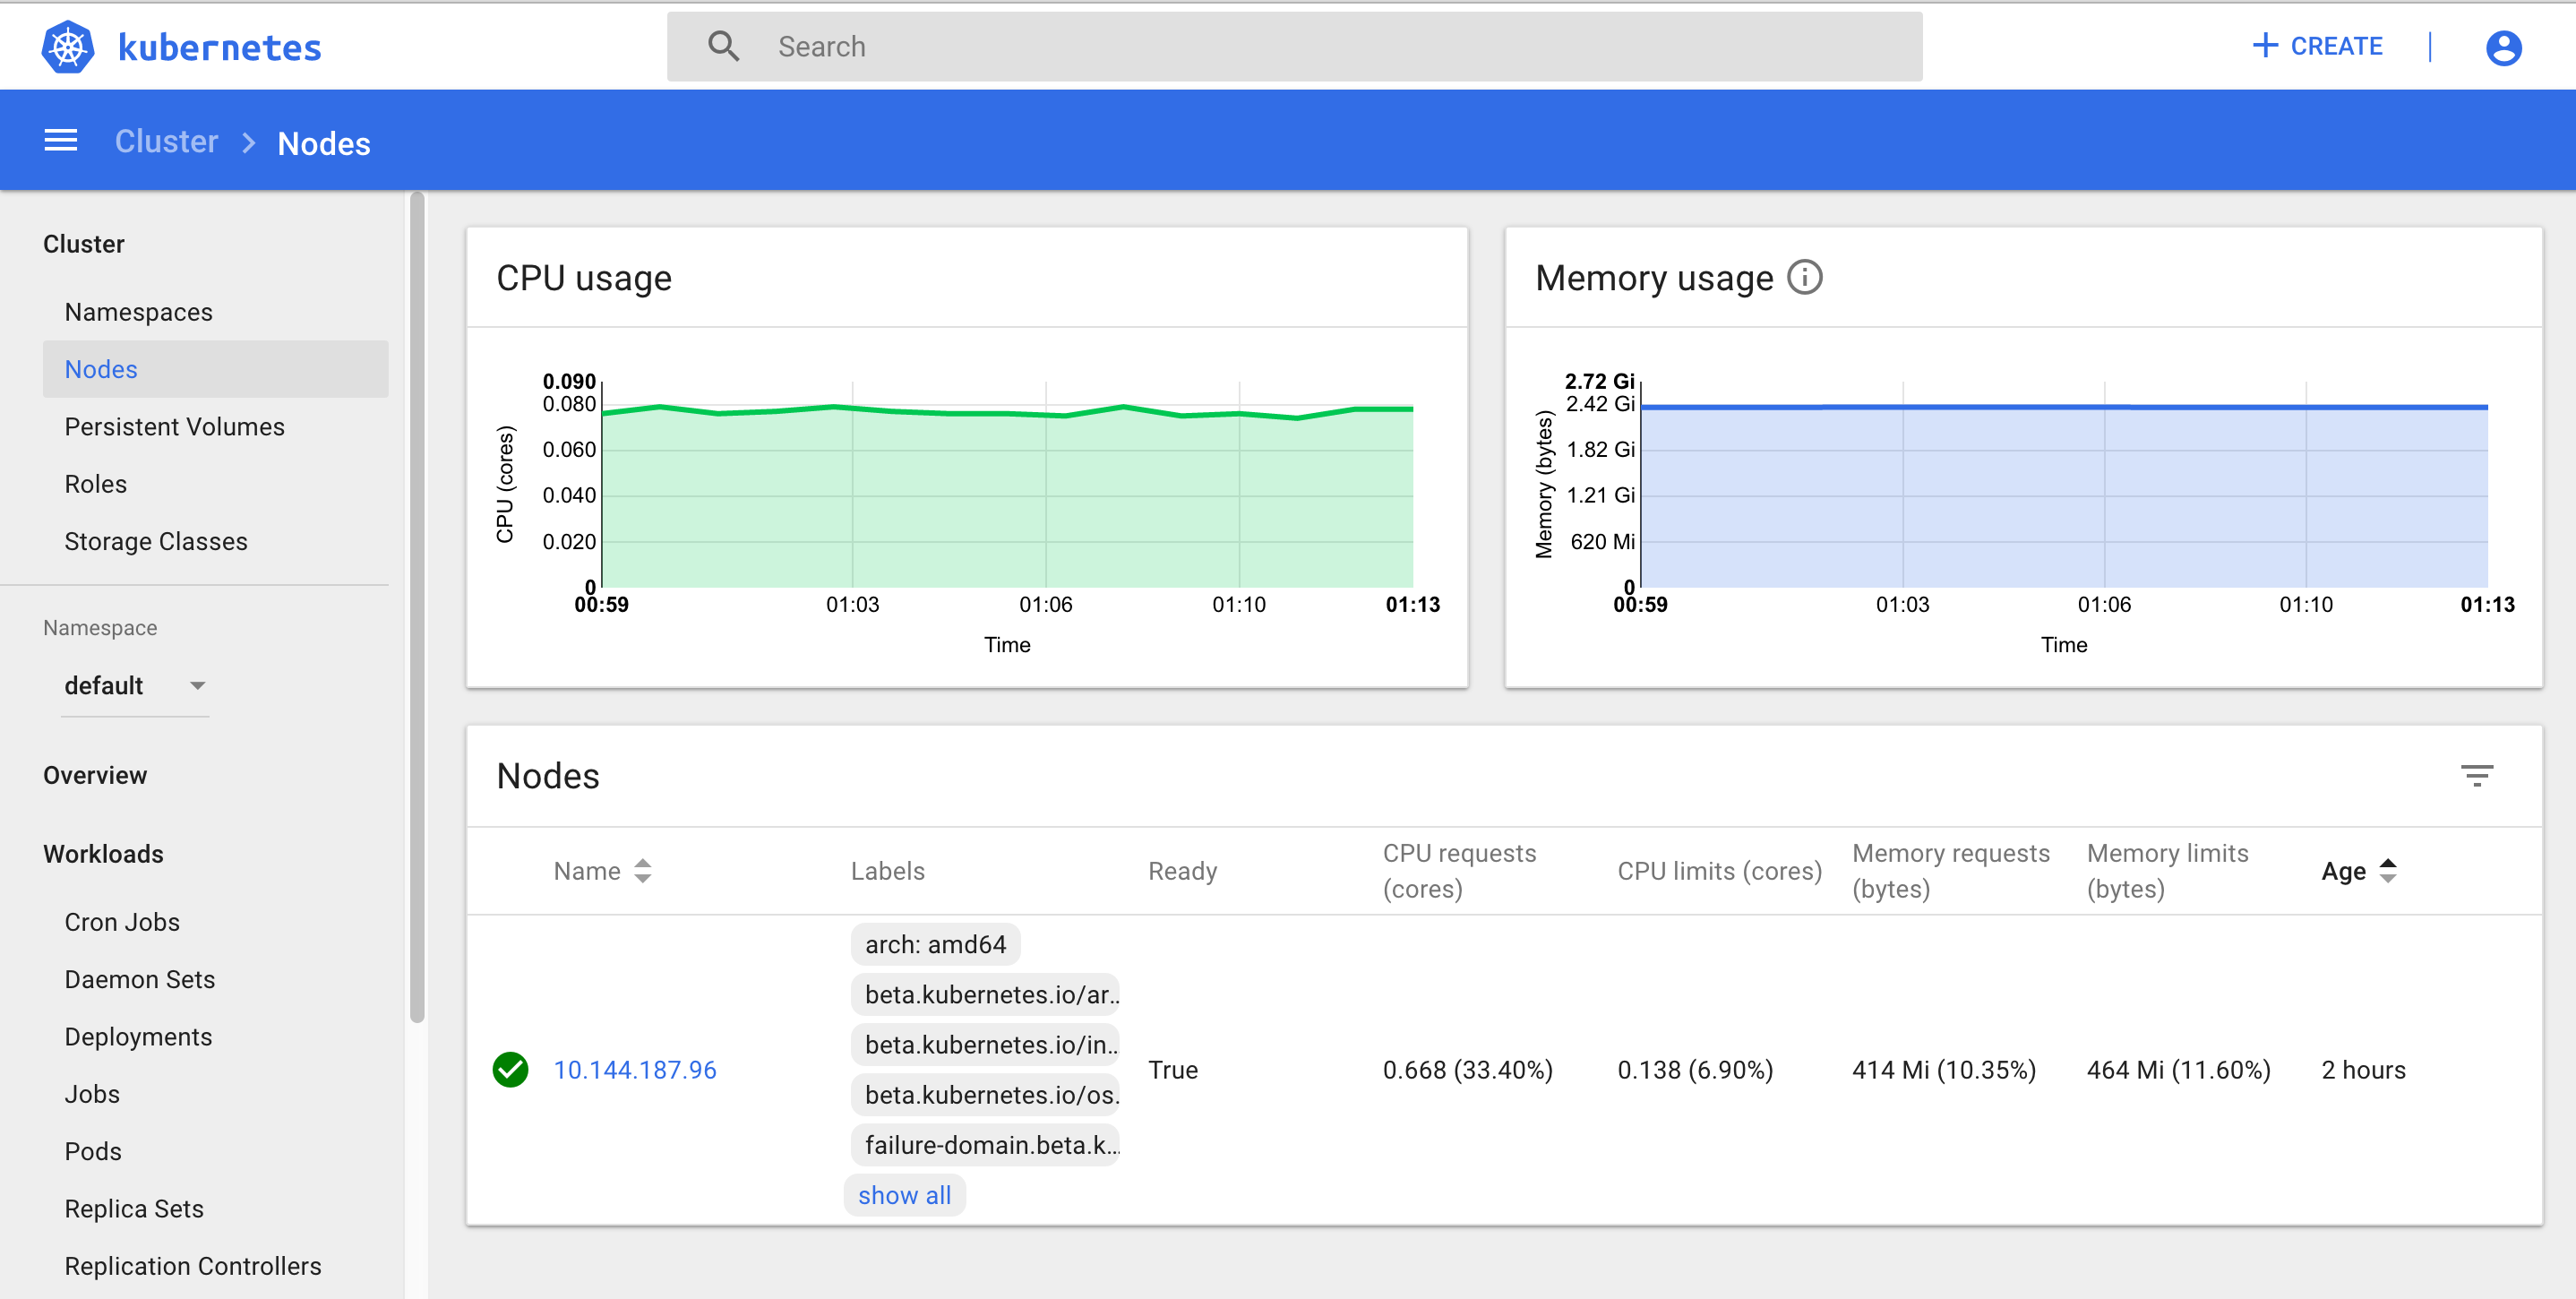 kubernetes
Search
+ CREATE
Cluster > Nodes
Cluster
Namespaces
Nodes
Persistent Volumes
Roles
Storage Classes
Namespace
default
Overview
Workloads
Cron Jobs
Daemon Sets
Deployments
Jobs
Pods
Replica Sets
Replication Controllers
CPU usage
CPU (cores)
0.090
0.080
0.060
0.040
0.020
0
00:59 01:03 01:06 01:10 01:13
Time
Memory usage
Memory (bytes)
2.72 Gi
2.42 Gi
1.82 Gi
1.21 Gi
620 Mi
0
00:59 01:03 01:06 01:10 01:13
Time
Nodes
Name
Labels
Ready
CPU requests
(cores)
CPU limits (cores)
Memory requests
(bytes)
Memory limits
(bytes)
Age
10.144.187.96
arch: amd64
beta.kubernetes.io/ar..
beta.kubernetes.io/in..
beta.kubernetes.io/os.
failure-domain.beta.k...
show all
True
0.668 (33.40%)
0.138 (6.90%)
414 Mi (10.35%)
464 Mi (11.60%)
2 hours